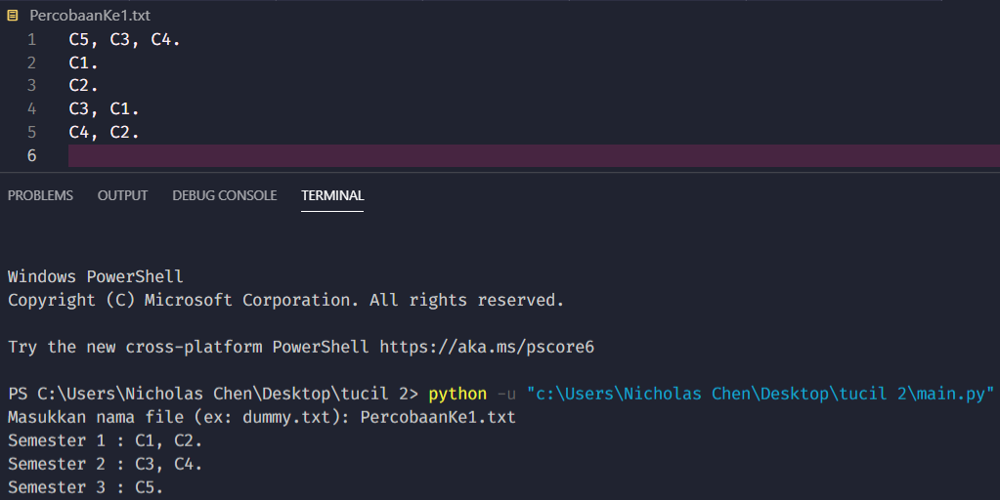 PercobaanKe1.txt
1 C5, C3, C4.
2 C1.
3 C2.
4 C3, C1.
5 C4, C2.
6
PROBLEMS OUTPUT DEBUG CONSOLE TERMINAL
Windows PowerShell
Copyright (C) Microsoft Corporation. All rights reserved.
Try the new cross-platform PowerShell https://aka.ms/pscore6
PS C:\Users\Nicholas Chen\Desktop\tucil 2> python -u "c:\Users\Nicholas Chen\Desktop\tucil 2\main.py"
Masukkan nama file (ex: dummy.txt): PercobaanKe1.txt
Semester 1 : C1, C2.
Semester 2 : C3, C4.
Semester 3 : C5.